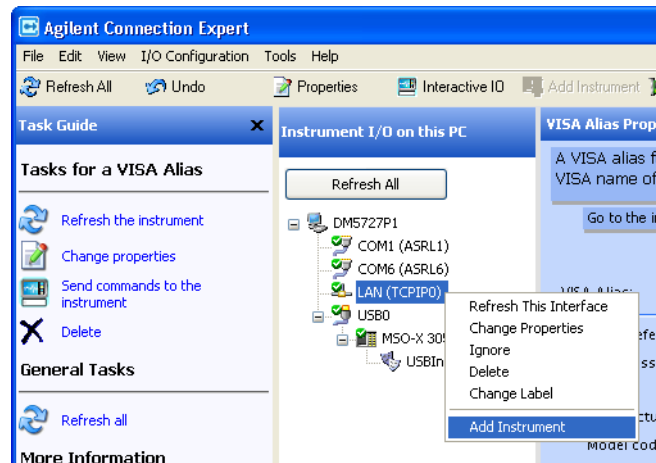 Agilent Connection Expert
File Edit View I/O Configuration Tools Help
Refresh All Undo Properties Interactive IO Add Instrument
Task Guide
Tasks for a VISA Alias
Refresh the instrument
Change properties
Send commands to the
instrument
Delete
General Tasks
Refresh all
More Information
Instrument I/O on this PC
Refresh All
DM5727P1
COM1 (ASRL1)
COM6 (ASRL6)
LAN (TCPIP0)
USB0
MSO-X 305
USBIn
Refresh This Interface
Change Properties
Ignore
Delete
Change Label
Add Instrument
VISA Alias Prop
A VISA alias f
VISA name of
Go to the i
VISA Alias:
Model cod